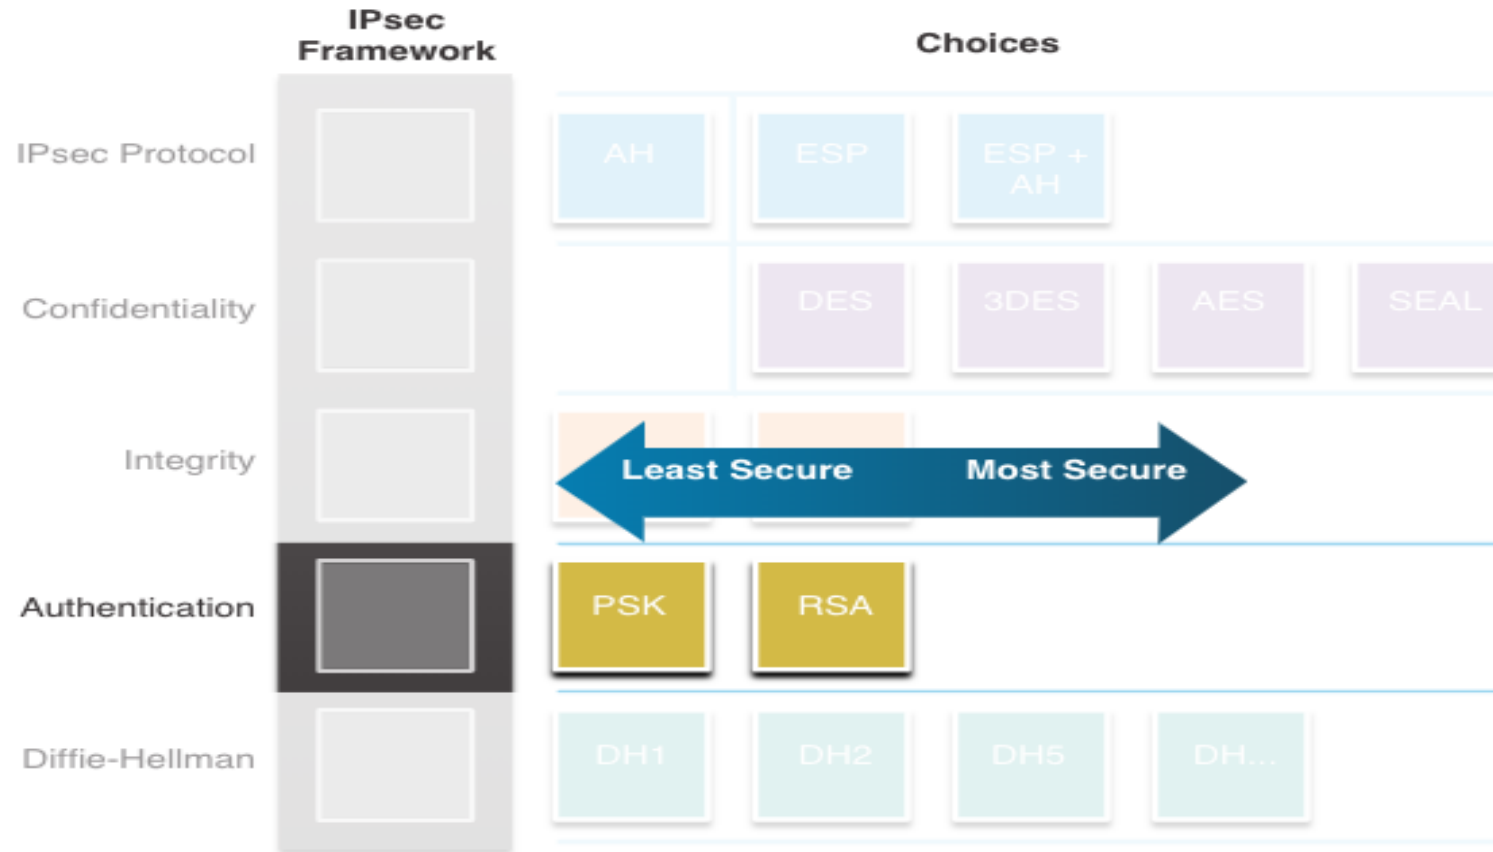 IPsec
Framework
Choices
IPsec Protocol
AH
ESP
ESP +
AH
Confidentiality
DES
3DES
AES
SEAL
Integrity
Least Secure
Most Secure
Authentication
PSK
RSA
Diffie-Hellman
DH1
DH2
DH5
DH...